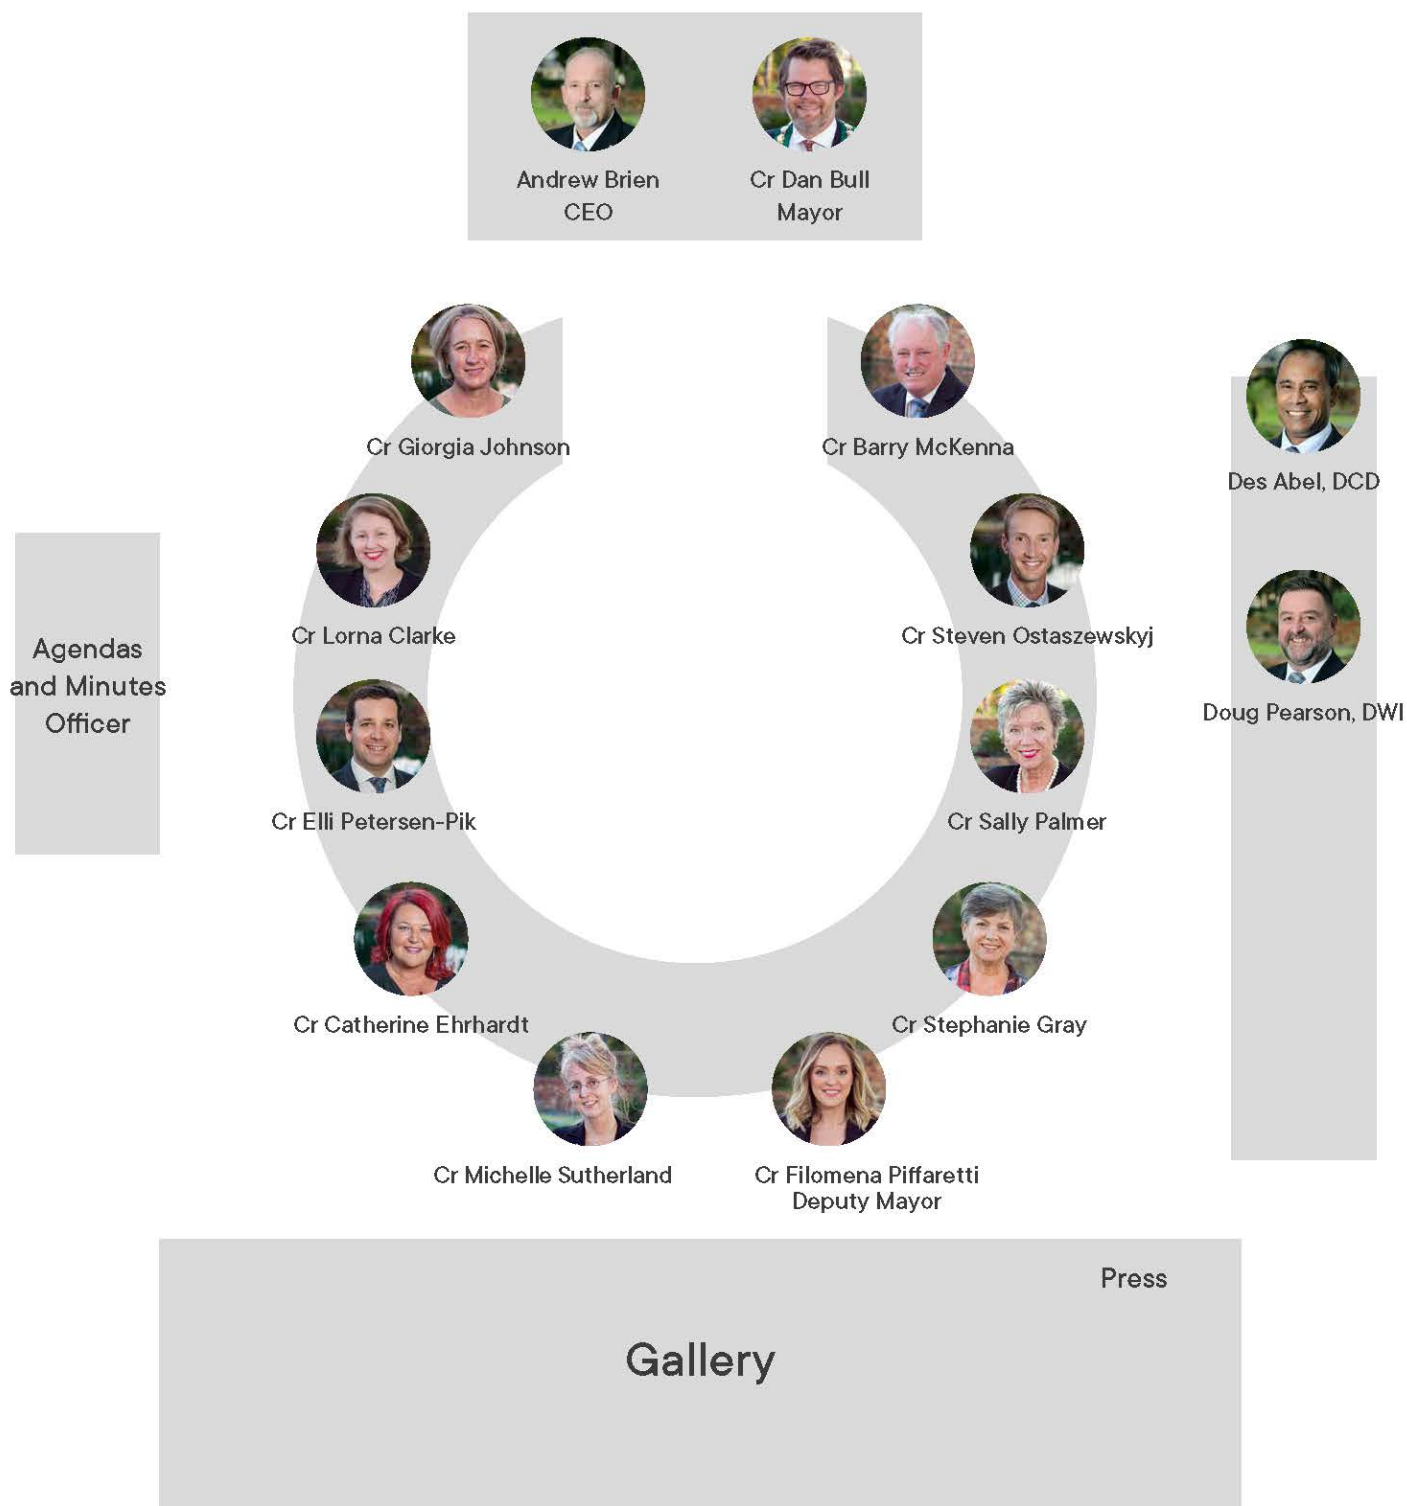 Andrew Brien
CEO
Cr Dan Bull
Mayor
Cr Giorgia Johnson
Cr Barry McKenna
Des Abel, DCD
Cr Lorna Clarke
Cr Steven Ostaszewskyj
Agendas
and Minutes
Officer
Doug Pearson, DWI
Cr Elli Petersen-Pik
Cr Sally Palmer
Cr Catherine Ehrhardt
Cr Stephanie Gray
Cr Michelle Sutherland
Cr Filomena Piffaretti
Deputy Mayor
Press
Gallery